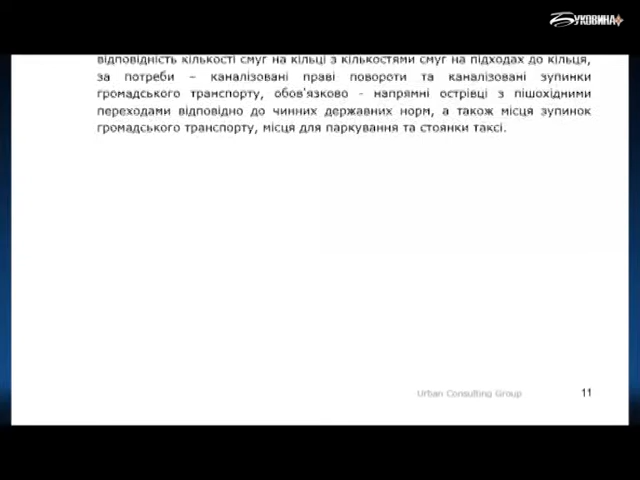 БУКОВИНА+
відповідність кількості смуг на кільці з кількостями смуг на підходах до кільця,
за потреби – каналізовані праві повороти та каналізовані зупинки
громадського транспорту, обов'язково - напрямні острівці з пішохідними
переходами відповідно до чинних державних норм, а також місця зупинок
громадського транспорту, місця для паркування та стоянки таксі.
Urban Consulting Group
11